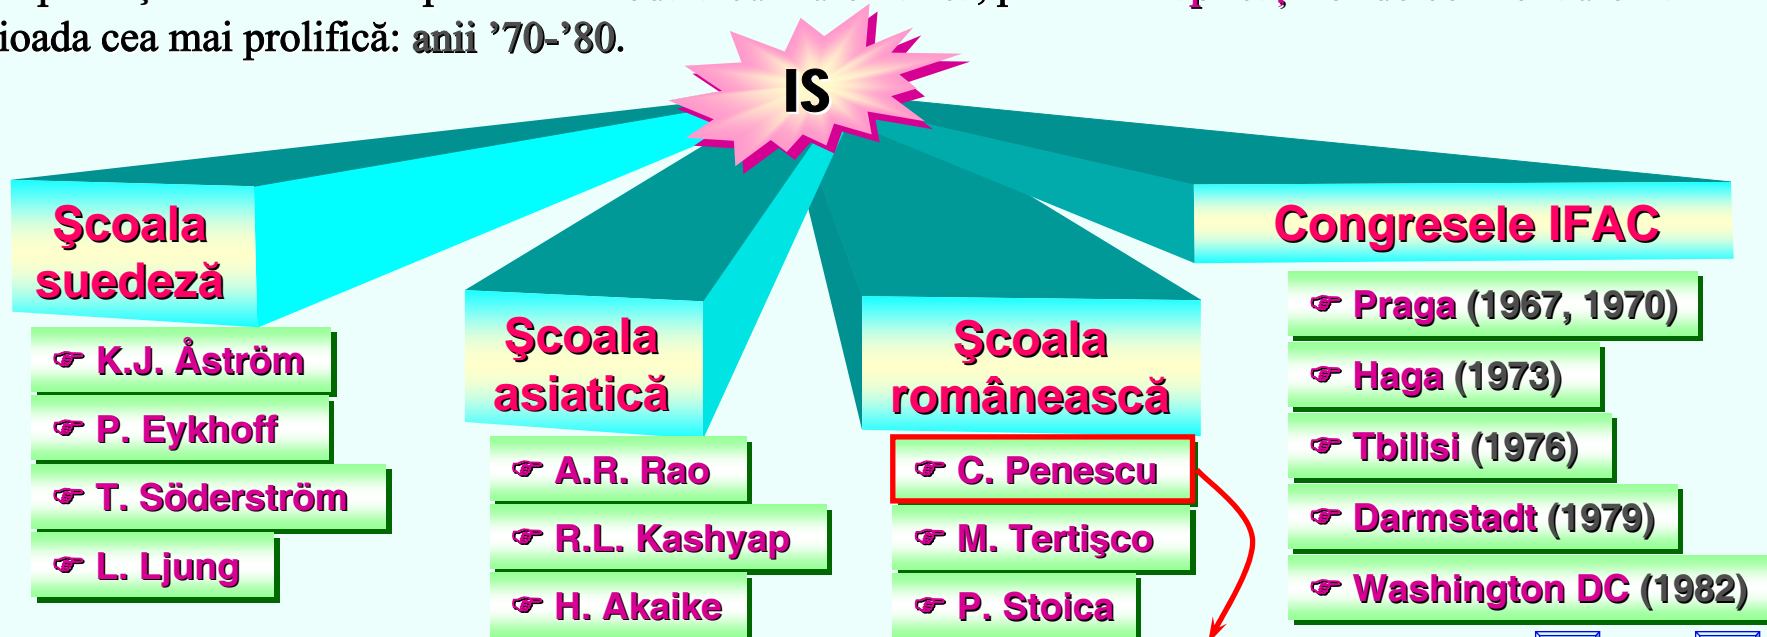 ioada cea mai prolifică: anii ’70-’80.
IS
Şcoala
suedeză
☞ K.J. Åström
☞ P. Eykhoff
☞ T. Söderström
☞ L. Ljung
Şcoala
asiatică
☞ A.R. Rao
☞ R.L. Kashyap
☞ H. Akaike
Şcoala
românească
☞ C. Penescu
☞ M. Tertişco
☞ P. Stoica
Congresele IFAC
☞ Praga (1967, 1970)
☞ Haga (1973)
☞ Tbilisi (1976)
☞ Darmstadt (1979)
☞ Washington DC (1982)